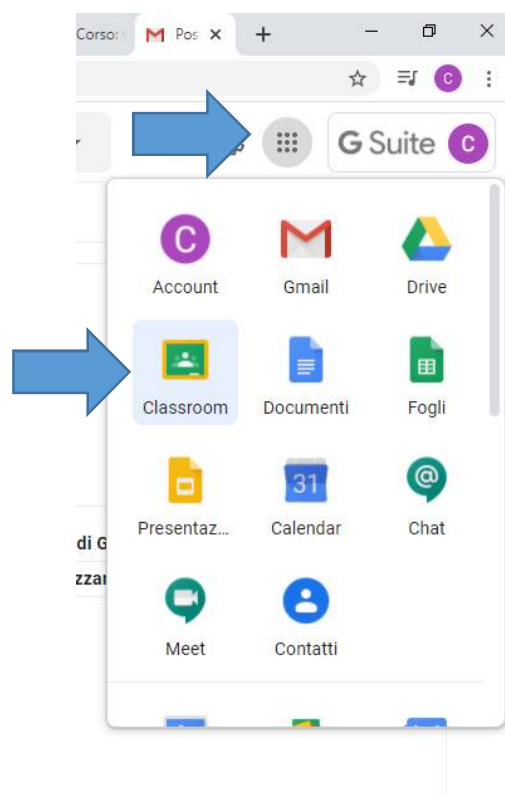 Corso: Pos
G Suite C
C
Account Gmail Drive
Classroom Documenti Fogli
31
Presentaz... Calendar Chat
di G
zzar
Meet Contatti